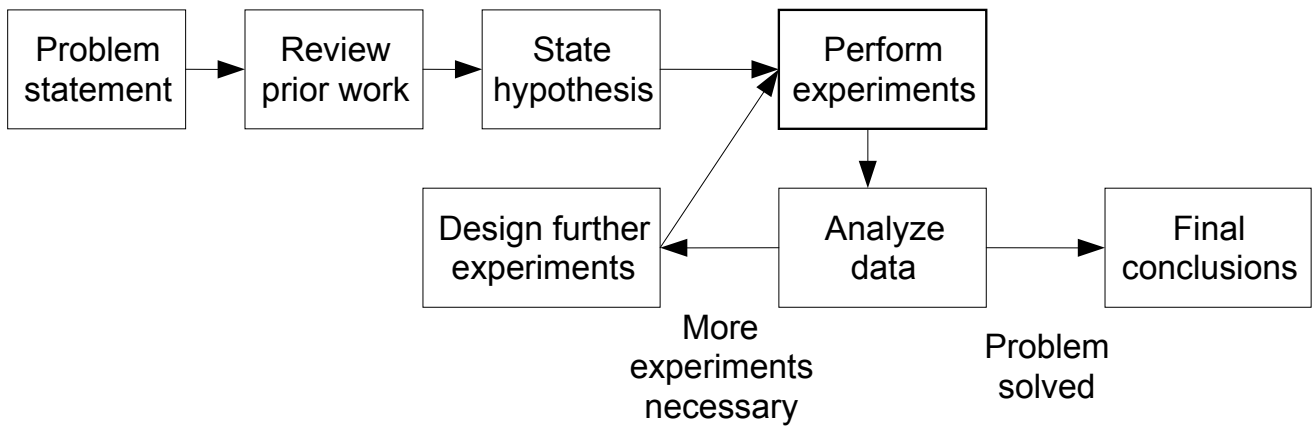 Problem
statement
Review
prior work
State
hypothesis
Perform
experiments
Design further
experiments
Analyze
data
Final
conclusions
More
experiments
necessary
Problem
solved